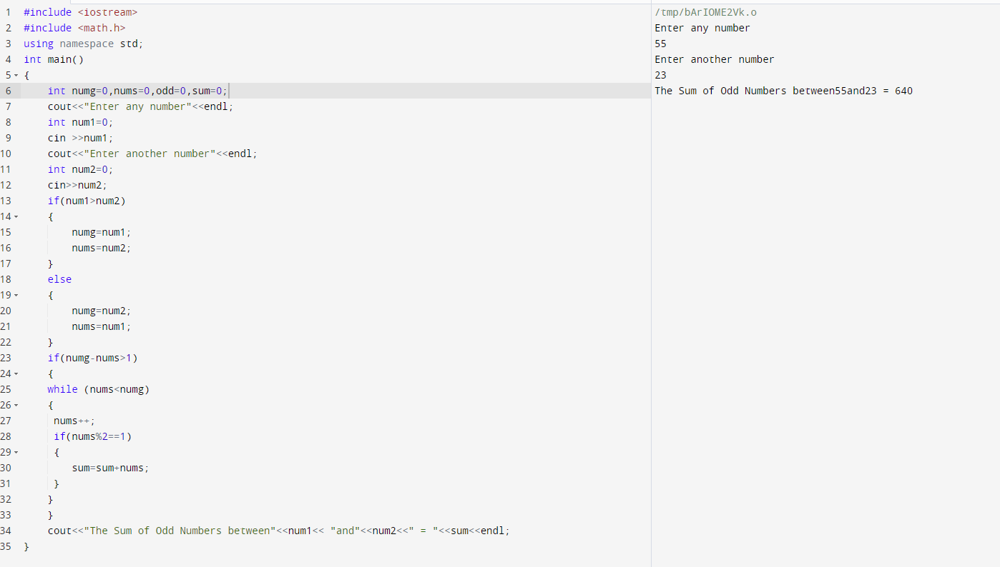 1 #include <iostream>
2 #include <math.h>
3 using namespace std;
4 int main()
5 {
6 int numg=0,nums=0,odd=0,sum=0;
7 cout<<"Enter any number"<<endl;
8 int num1=0;
9 cin >>num1;
10 cout<<"Enter another number"<<endl;
11 int num2=0;
12 cin>>num2;
13 if(num1>num2)
14 {
15 numg=num1;
16 nums=num2;
17 }
18 else
19 {
20 numg=num2;
21 nums=num1;
22 }
23 if(numg-nums>1)
24 {
25 while (nums<numg)
26 {
27 nums++;
28 if(nums%2==1)
29 {
30 sum=sum+nums;
31 }
32 }
33 }
34 cout<<"The Sum of Odd Numbers between"<<num1<< "and"<<num2<<" = "<<sum<<endl;
35 }
/tmp/bArIOME2Vk.o
Enter any number
55
Enter another number
23
The Sum of Odd Numbers between55and23 = 640